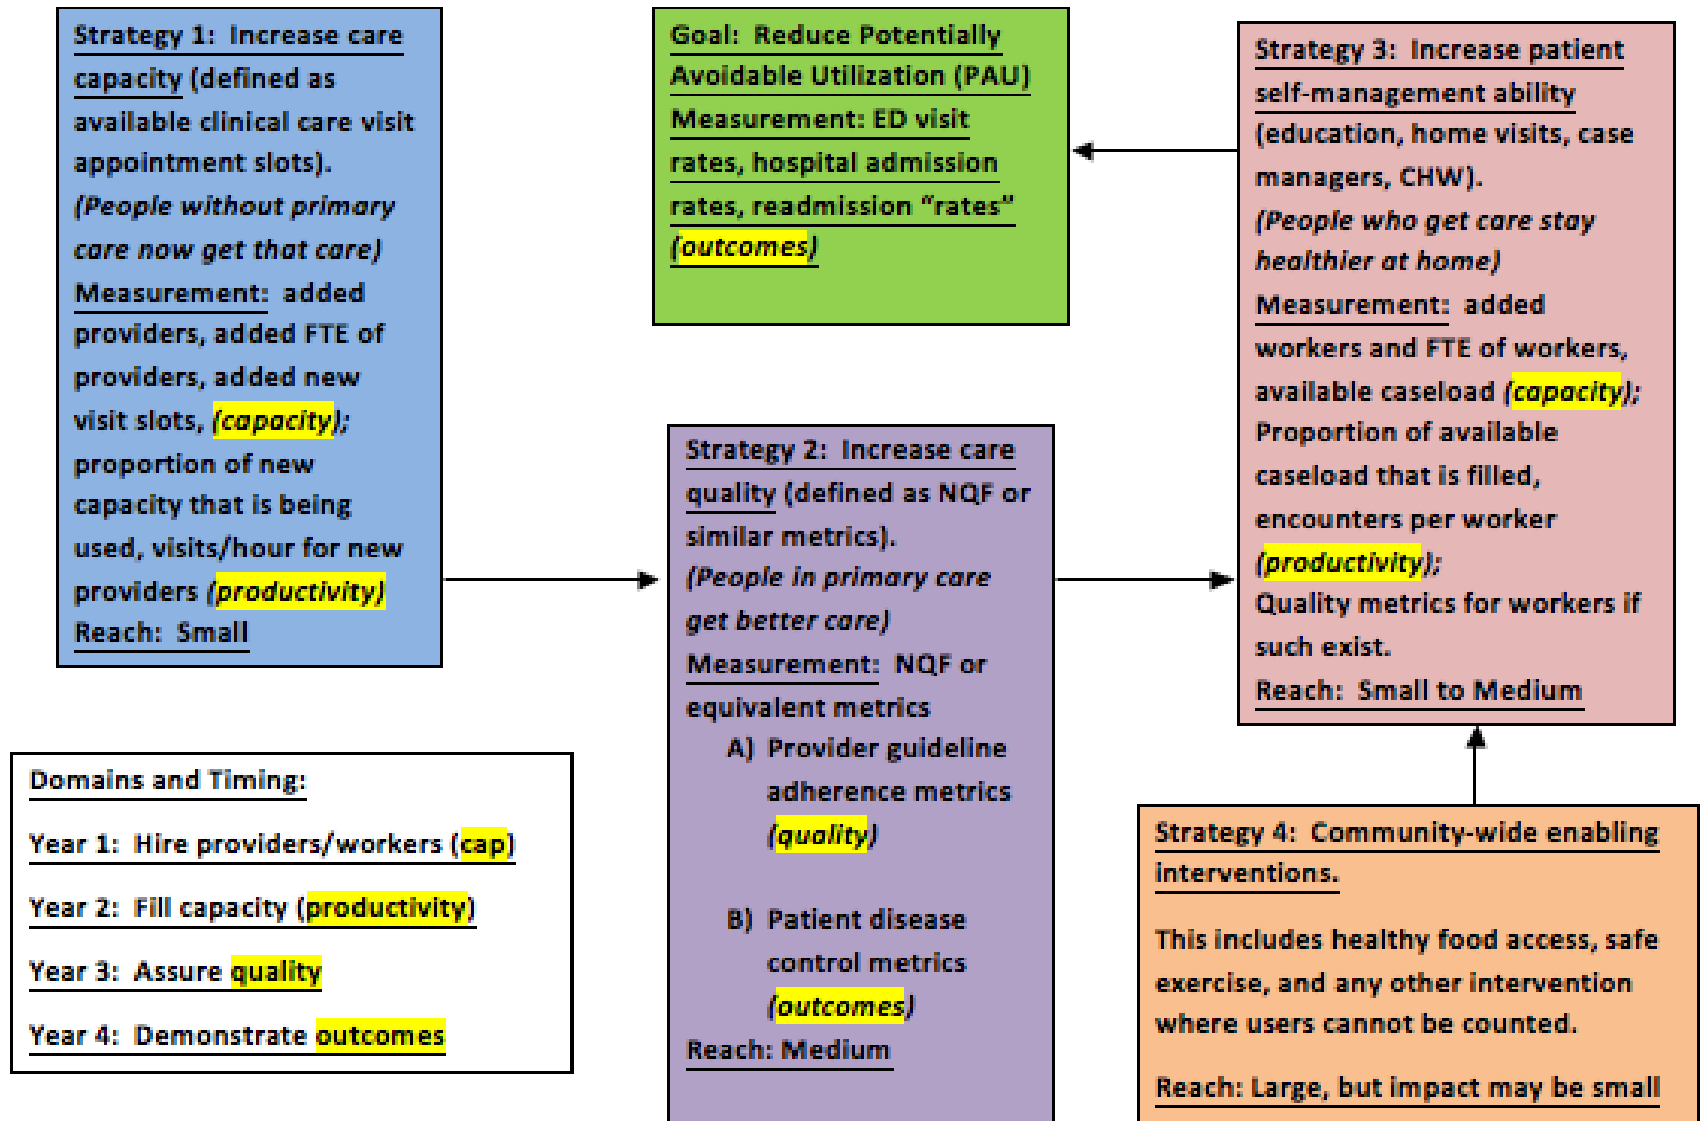 Strategy 1: Increase care
capacity (defined as
available clinical care visit
appointment slots).
(People without primary
care now get that care)
Measurement: added
providers, added FTE of
providers, added new
visit slots, (capacity);
proportion of new
capacity that is being
used, visits/hour for new
providers (productivity)
Reach: Small
Goal: Reduce Potentially
Avoidable Utilization (PAU)
Measurement: ED visit
rates, hospital admission
rates, readmission “rates”
(outcomes)
Strategy 2: Increase care
quality (defined as NQF or
similar metrics).
(People in primary care
get better care)
Measurement: NQF or
equivalent metrics
A) Provider guideline
adherence metrics
(quality)
B) Patient disease
control metrics
(outcomes)
Reach: Medium
Strategy 3: Increase patient
self-management ability
(education, home visits, case
managers, CHW).
(People who get care stay
healthier at home)
Measurement: added
workers and FTE of workers,
available caseload (capacity);
Proportion of available
caseload that is filled,
encounters per worker
(productivity);
Quality metrics for workers if
such exist.
Reach: Small to Medium
Domains and Timing:
Year 1: Hire providers/workers (cap)
Year 2: Fill capacity (productivity)
Year 3: Assure quality
Year 4: Demonstrate outcomes
Strategy 4: Community-wide enabling
interventions.
This includes healthy food access, safe
exercise, and any other intervention
where users cannot be counted.
Reach: Large, but impact may be small